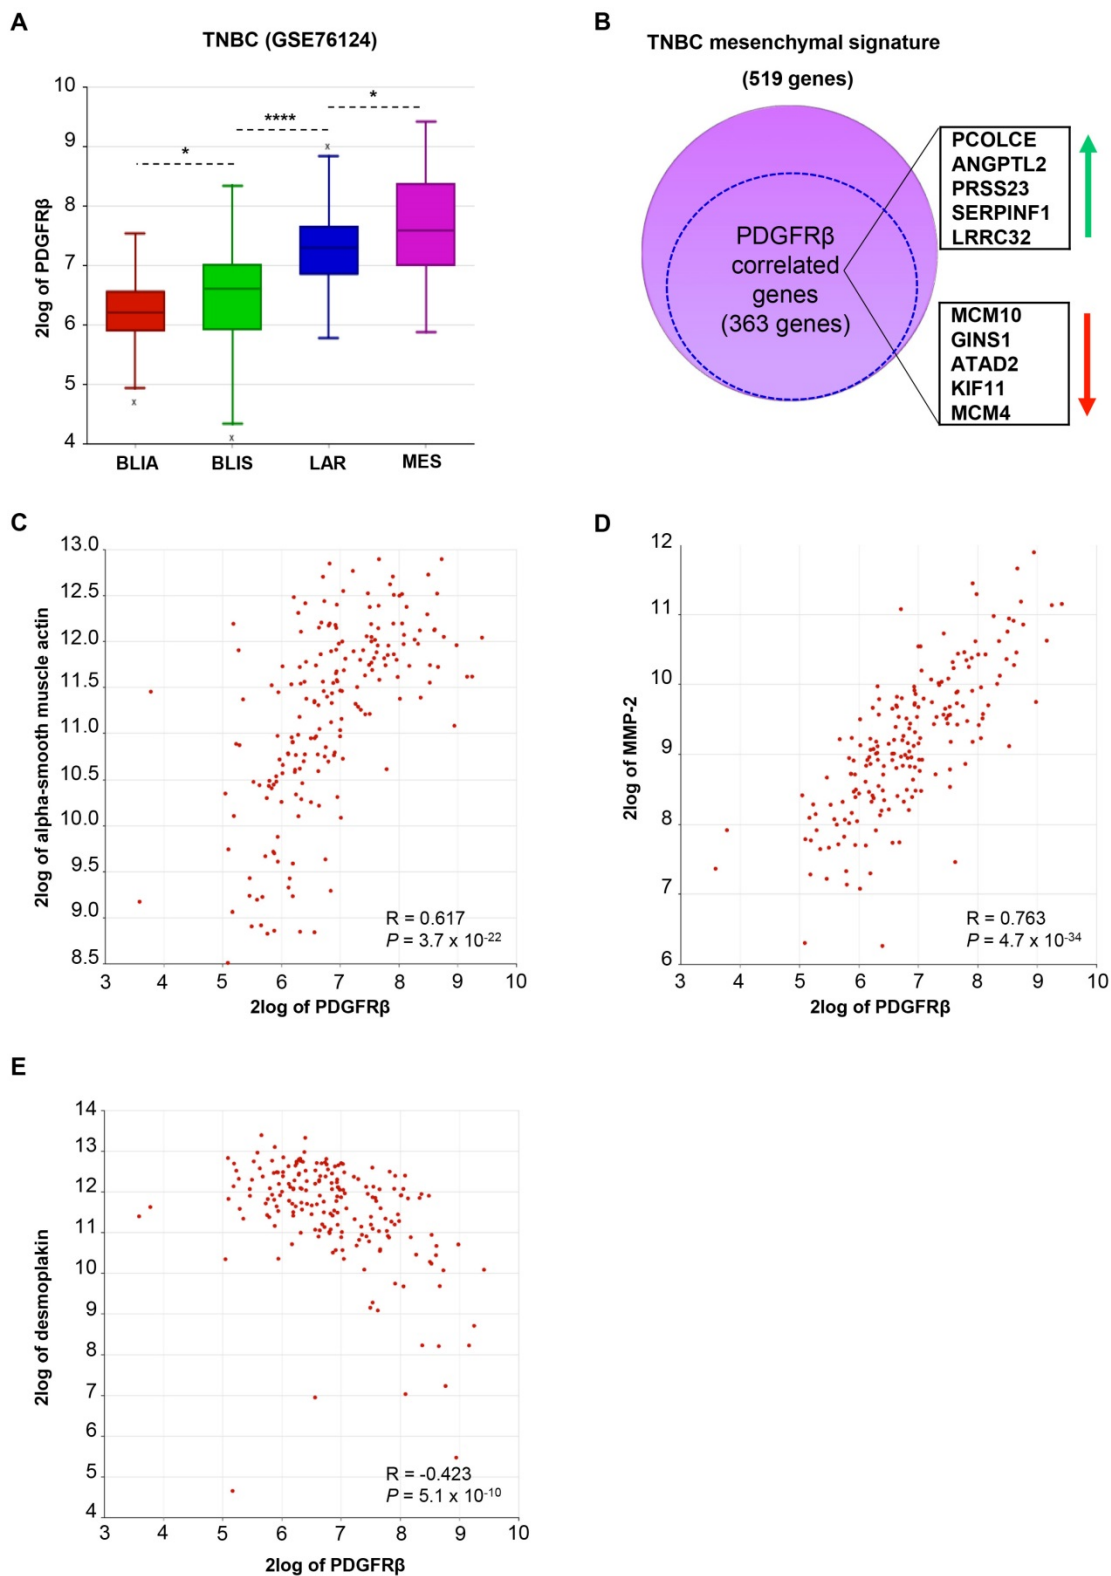 A
TNBC (GSE76124)
2log of PDGFRβ
10
9
8
7
6
5
4
*
****
*
x
x
x
BLIA BLIS LAR MES
B
TNBC mesenchymal signature
(519 genes)
PDGFRβ
correlated
genes
(363 genes)
PCOLCE
ANGPTL2
PRSS23
SERPINF1
LRRC32
MCM10
GINS1
ATAD2
KIF11
MCM4
C
2log of alpha-smooth muscle actin
13.0
12.5
12.0
11.5
11.0
10.5
10.0
9.5
9.0
8.5
R = 0.617
P = 3.7 x 10⁻²²
3 4 5 6 7 8 9 10
2log of PDGFRβ
D
2log of MMP-2
12
11
10
9
8
7
6
R = 0.763
P = 4.7 x 10⁻³⁴
3 4 5 6 7 8 9 10
2log of PDGFRβ
E
2log of desmoplakin
14
13
12
11
10
9
8
7
6
5
4
R = -0.423
P = 5.1 x 10⁻¹⁰
3 4 5 6 7 8 9 10
2log of PDGFRβ